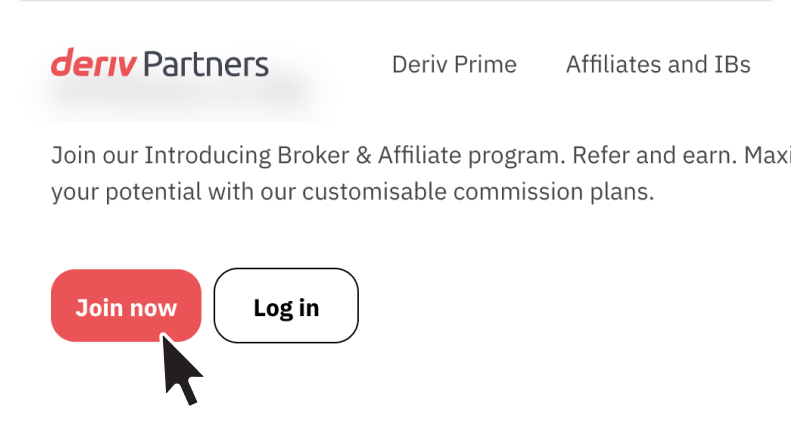 deriv Partners
Deriv Prime
Affiliates and IBs
Join our Introducing Broker & Affiliate program. Refer and earn. Maxi
your potential with our customisable commission plans.
Join now
Log in